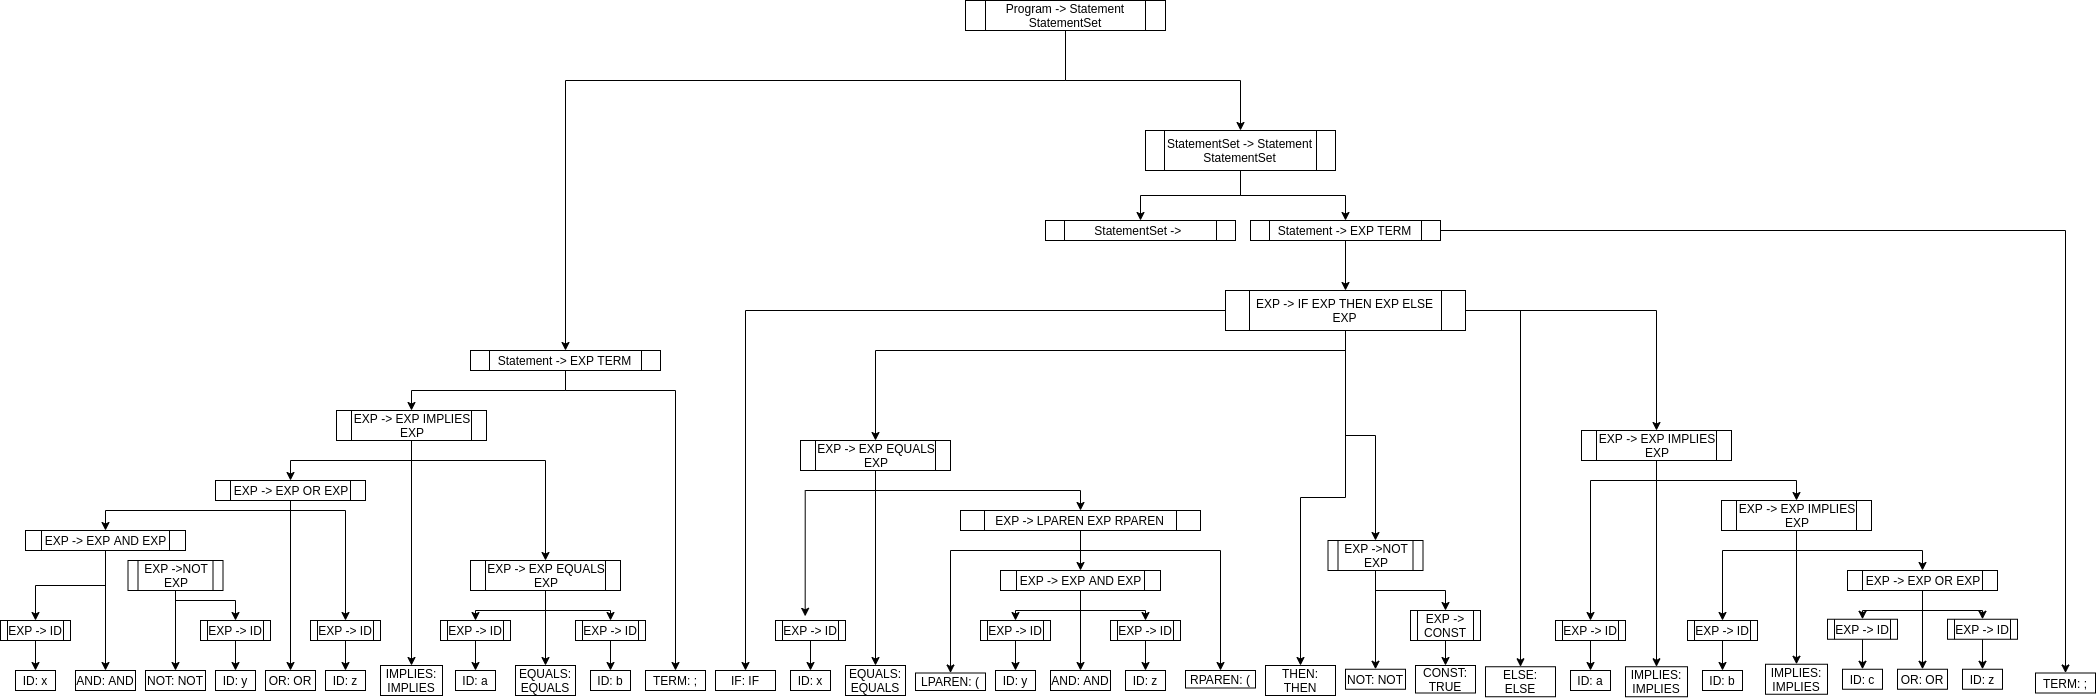 Program -> Statement
StatementSet
StatementSet -> Statement
StatementSet
StatementSet ->
Statement -> EXP TERM
EXP -> IF EXP THEN EXP ELSE
EXP
Statement -> EXP TERM
EXP -> EXP IMPLIES
EXP
EXP -> EXP IMPLIES
EXP
EXP -> EXP EQUALS
EXP
EXP -> EXP OR EXP
EXP -> EXP IMPLIES
EXP
EXP -> LPAREN EXP RPAREN
EXP -> EXP AND EXP
EXP ->NOT
EXP
EXP ->NOT
EXP
EXP -> EXP EQUALS
EXP
EXP -> EXP AND EXP
EXP -> EXP OR EXP
EXP -> ID
EXP -> ID
EXP -> ID
EXP -> ID
EXP -> ID
EXP -> ID
EXP -> ID
EXP -> ID
EXP ->
CONST
EXP -> ID
EXP -> ID
EXP -> ID
EXP -> ID
ID: x
AND: AND
NOT: NOT
ID: y
OR: OR
ID: z
IMPLIES:
IMPLIES
ID: a
EQUALS:
EQUALS
ID: b
TERM: ;
IF: IF
ID: x
EQUALS:
EQUALS
LPAREN: (
ID: y
AND: AND
ID: z
RPAREN: (
THEN:
THEN
NOT: NOT
CONST:
TRUE
ELSE:
ELSE
ID: a
IMPLIES:
IMPLIES
ID: b
IMPLIES:
IMPLIES
ID: c
OR: OR
ID: z
TERM: ;